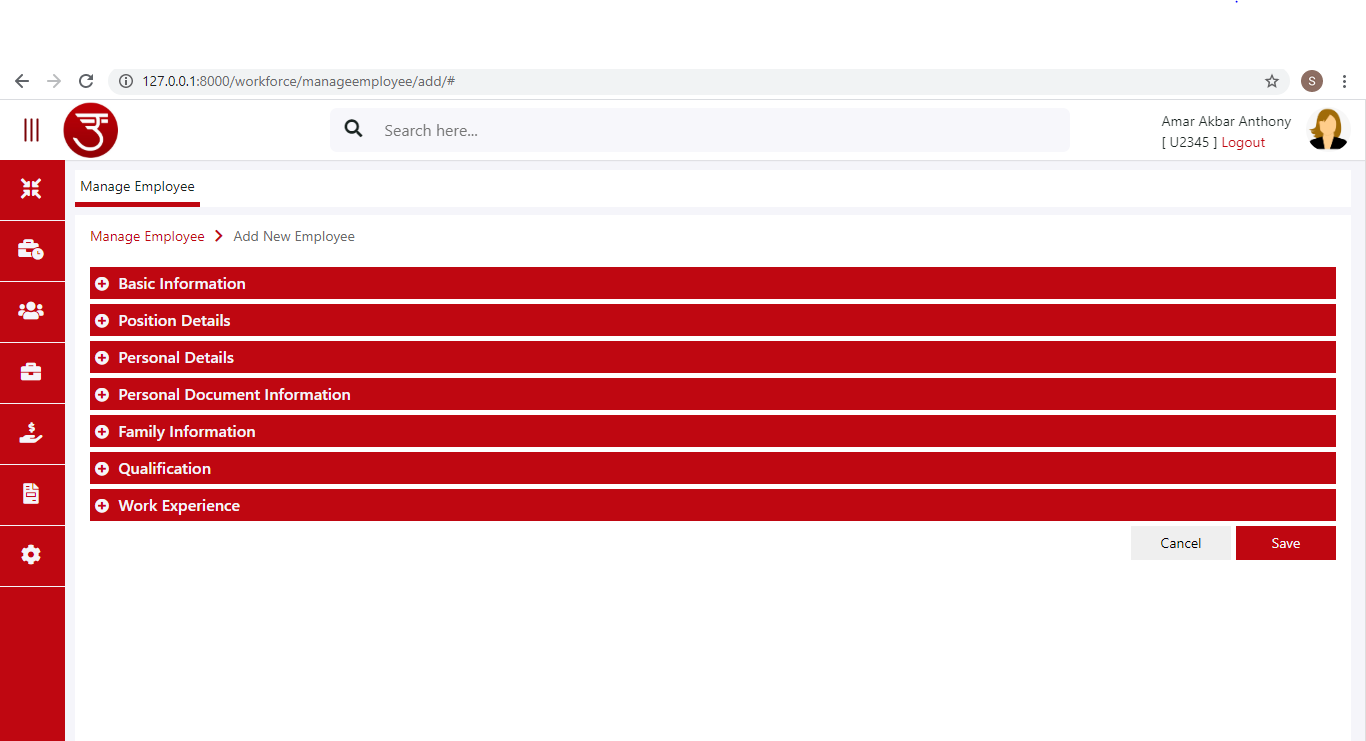 127.0.0.1:8000/workforce/manageemployee/add/#
S
उ
Search here...
Amar Akbar Anthony
[ U2345 ] Logout
Manage Employee
Manage Employee > Add New Employee
Basic Information
Position Details
Personal Details
Personal Document Information
Family Information
Qualification
Work Experience
Cancel Save